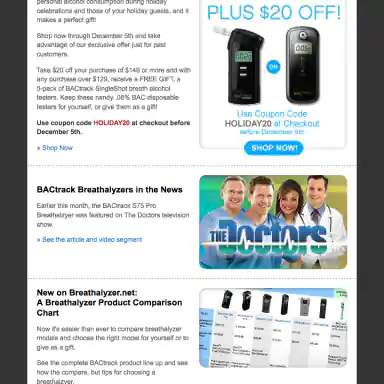 personal alcohol consumption during holiday
celebrations and those of your holiday guests, and it
makes a perfect gift!
Shop now through December 5th and take
advantage of our exclusive offer just for past
customers.
Take $20 off your purchase of $149 or more and with
any purchase over $129, receive a FREE GIFT, a
5-pack of BACtrack SingleShot breath alcohol
testers. Keep these handy .08% BAC disposable
testers for yourself, or give them as a gift!
Use coupon code HOLIDAY20 at checkout before
December 5th.
» Shop Now
PLUS $20 OFF!
OR
Use Coupon Code
HOLIDAY20 at Checkout
before December 5th
SHOP NOW!
BACtrack Breathalyzers in the News
Earlier this month, the BACtrack S75 Pro
Breathalyzer was featured on The Doctors television
show.
» See the article and video segment
THE Doctors
New on Breathalyzer.net:
A Breathalyzer Product Comparison
Chart
Now it's easier than ever to compare breathalyzer
models and choose the right model for yourself or to
give as a gift.
See the complete BACtrack product line up and see
how the compare, but tips for choosing a
breathalyzer.